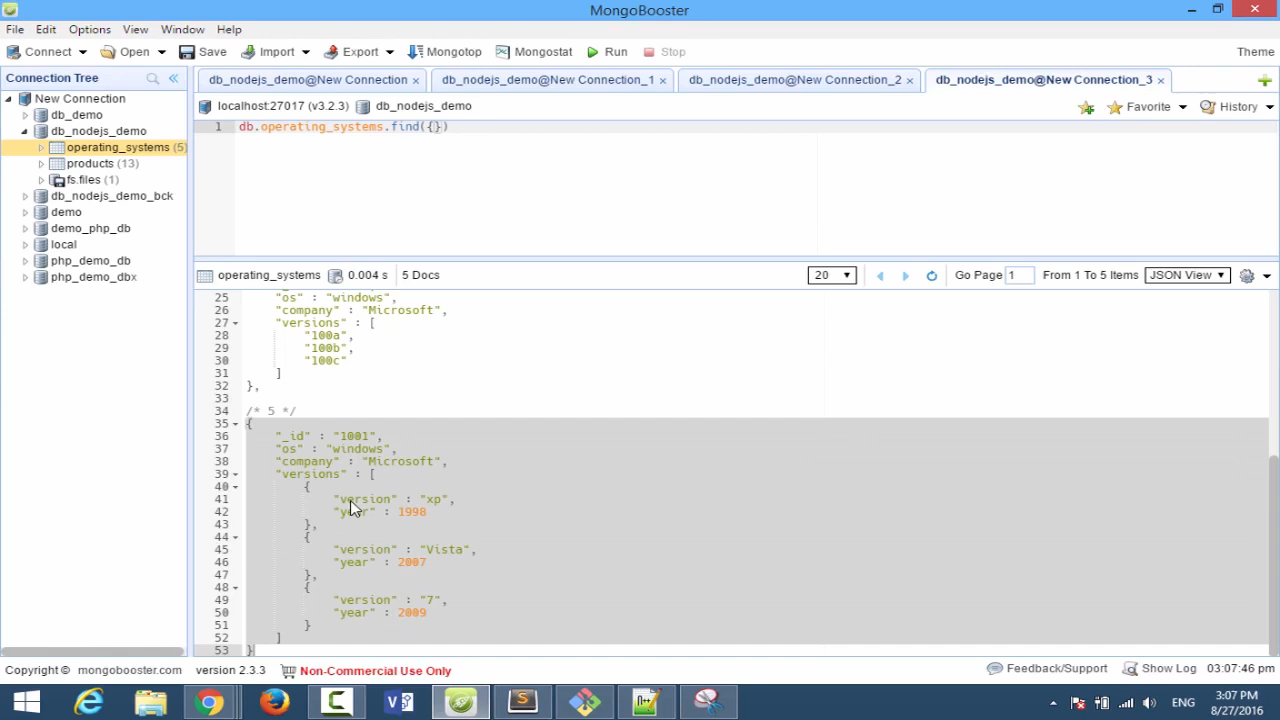 MongoBooster
File Edit Options View Window Help
Connect Open Save Import Export Mongotop Mongostat Run Stop Theme
Connection Tree
New Connection
db_demo
db_nodejs_demo
operating_systems (5)
products (13)
fs.files (1)
db_nodejs_demo_bck
demo
demo_php_db
local
php_demo_db
php_demo_dbx
db_nodejs_demo@New Connection × db_nodejs_demo@New Connection_1 × db_nodejs_demo@New Connection_2 × db_nodejs_demo@New Connection_3 ×
localhost:27017 (v3.2.3) db_nodejs_demo Favorite History
1 db.operating_systems.find({})
operating_systems 0.004 s 5 Docs 20 Go Page 1 From 1 To 5 Items JSON View
25 "os" : "windows",
26 "company" : "Microsoft",
27 "versions" : [
28 "100a",
29 "100b",
30 "100c"
31 ]
32 },
33
34 /* 5 */
35 {
36 "_id" : "1001",
37 "os" : "windows",
38 "company" : "Microsoft",
39 "versions" : [
40 {
41 "version" : "xp",
42 "year" : 1998
43 },
44 {
45 "version" : "Vista",
46 "year" : 2007
47 },
48 {
49 "version" : "7",
50 "year" : 2009
51 }
52 ]
53 }
Copyright © mongobooster.com version 2.3.3 Non-Commercial Use Only Feedback/Support Show Log 03:07:46 PM
ENG 3:07 PM
8/27/2016